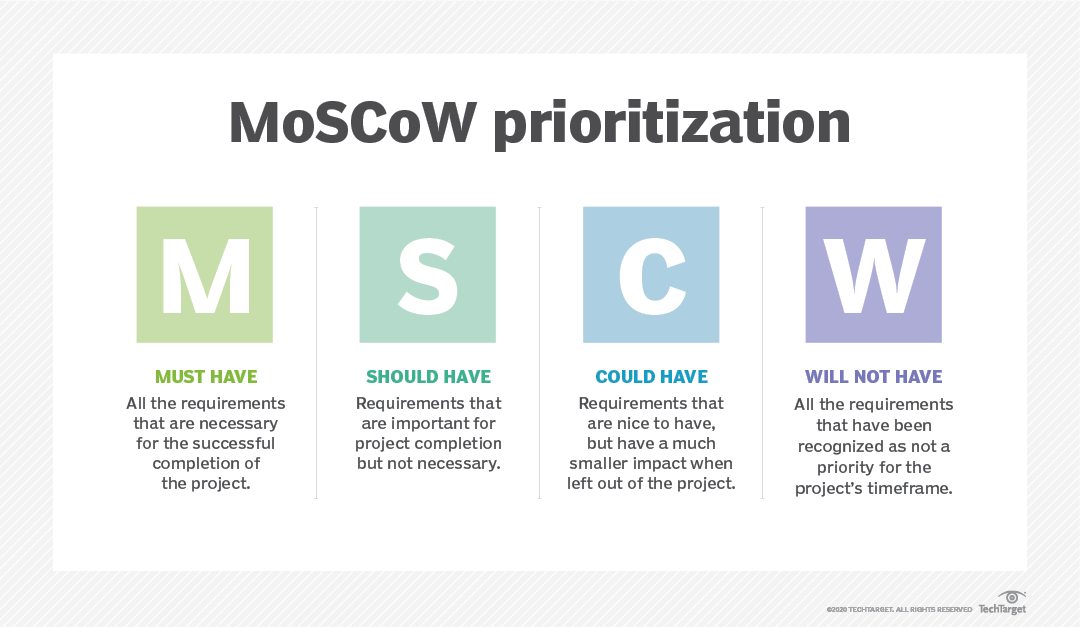 MoSCoW prioritization
M
S
C
W
MUST HAVE
All the requirements
that are necessary
for the successful
completion of
the project.
SHOULD HAVE
Requirements that
are important for
project completion
but not necessary.
COULD HAVE
Requirements that
are nice to have,
but have a much
smaller impact when
left out of the project.
WILL NOT HAVE
All the requirements
that have been
recognized as not a
priority for the
project's timeframe.
©2020 TECHTARGET. ALL RIGHTS RESERVED
TechTarget